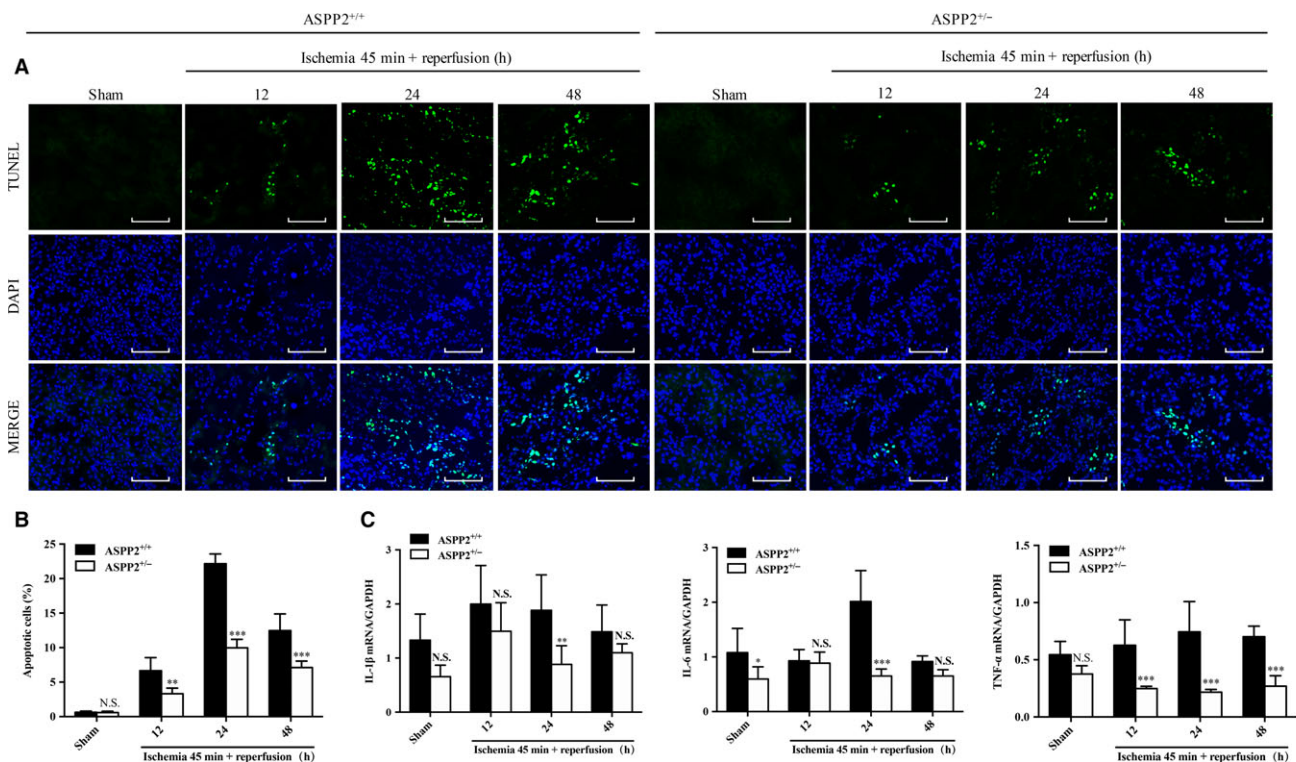 ASPP2+/+ ASPP2+/−
A
Ischemia 45 min + reperfusion (h) Ischemia 45 min + reperfusion (h)
Sham 12 24 48 Sham 12 24 48
TUNEL
DAPI
MERGE
B
25
20
15
10
5
0
Apoptotic cells (%)
ASPP2+/+
ASPP2+/−
N.S.
**
***
***
Sham 12 24 48
Ischemia 45 min + reperfusion (h)
C
4
3
2
1
0
IL-1β mRNA/GAPDH
ASPP2+/+
ASPP2+/−
N.S.
N.S.
**
N.S.
Sham 12 24 48
Ischemia 45 min + reperfusion (h)
3
2
1
0
IL-6 mRNA/GAPDH
ASPP2+/+
ASPP2+/−
*
N.S.
***
N.S.
Sham 12 24 48
Ischemia 45 min + reperfusion (h)
1.5
1.0
0.5
0.0
TNF-α mRNA/GAPDH
ASPP2+/+
ASPP2+/−
N.S.
***
***
***
Sham 12 24 48
Ischemia 45 min + reperfusion (h)